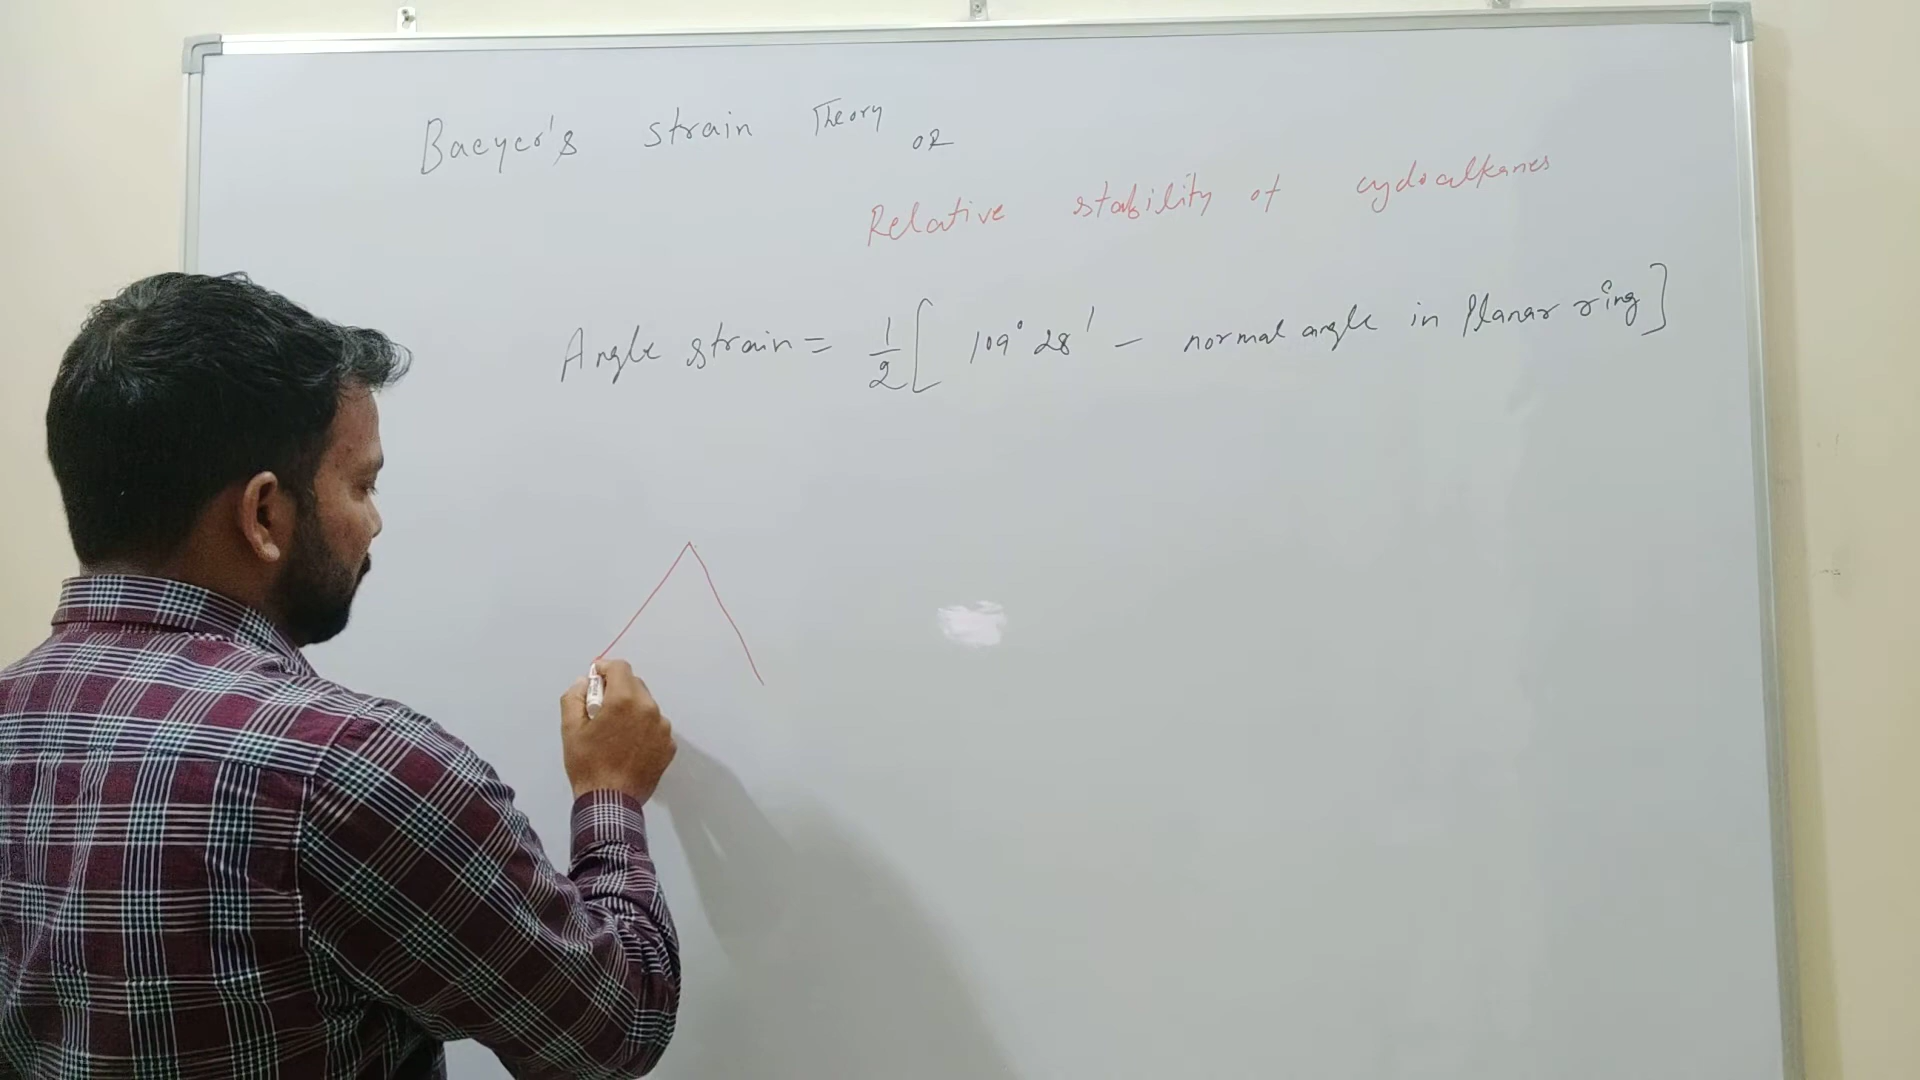 Baeyer's strain Theory OR
Relative stability of cycloalkanes
Angle strain = 1/2 [ 109° 28' - normal angle in planar ring ]